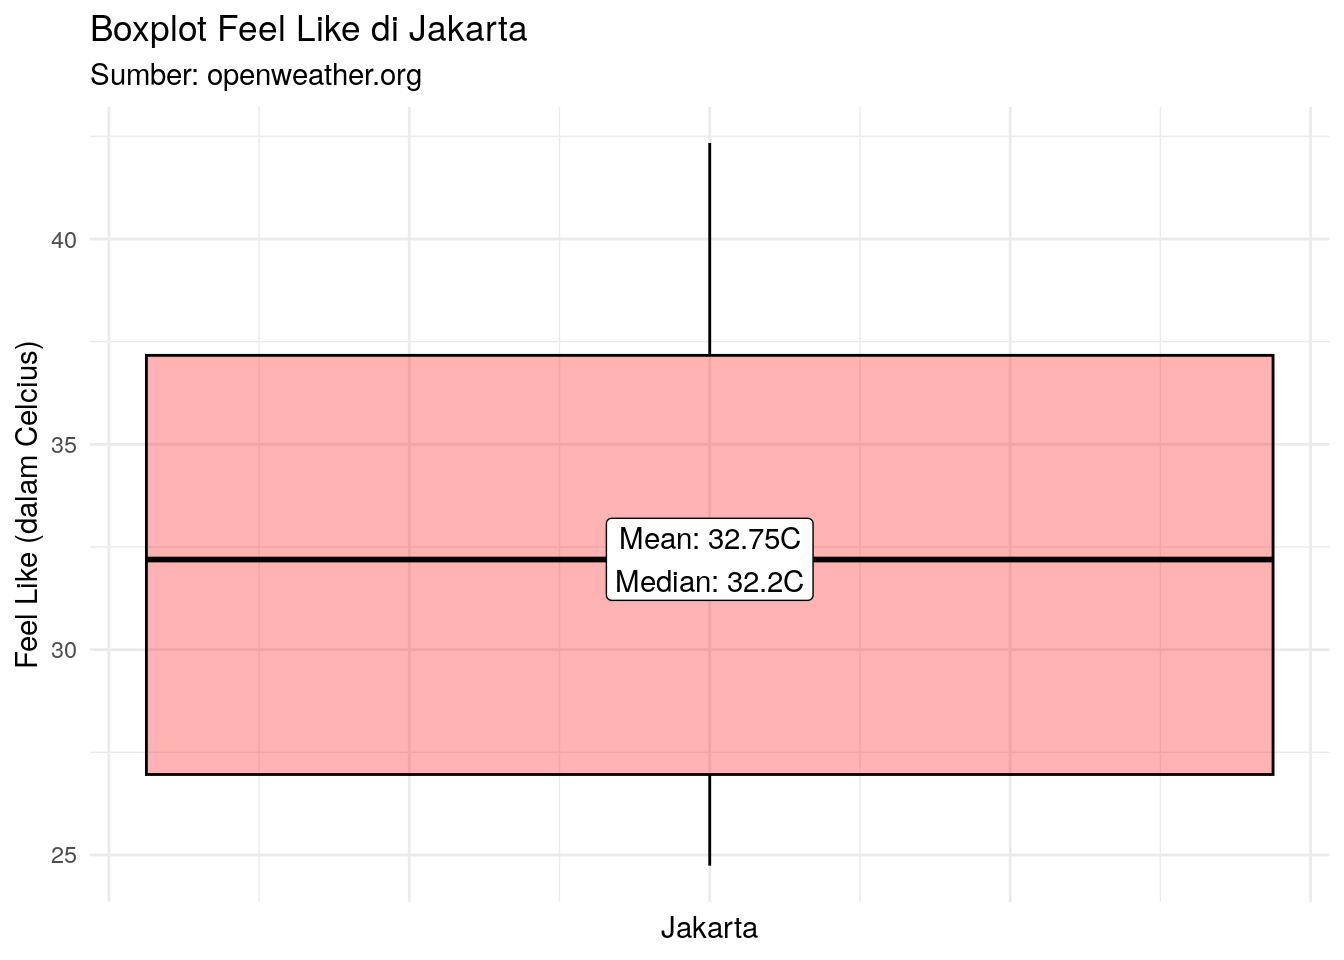 Boxplot Feel Like di Jakarta
Sumber: openweather.org
Feel Like (dalam Celcius)
40
35
30
25
Mean: 32.75C
Median: 32.2C
Jakarta